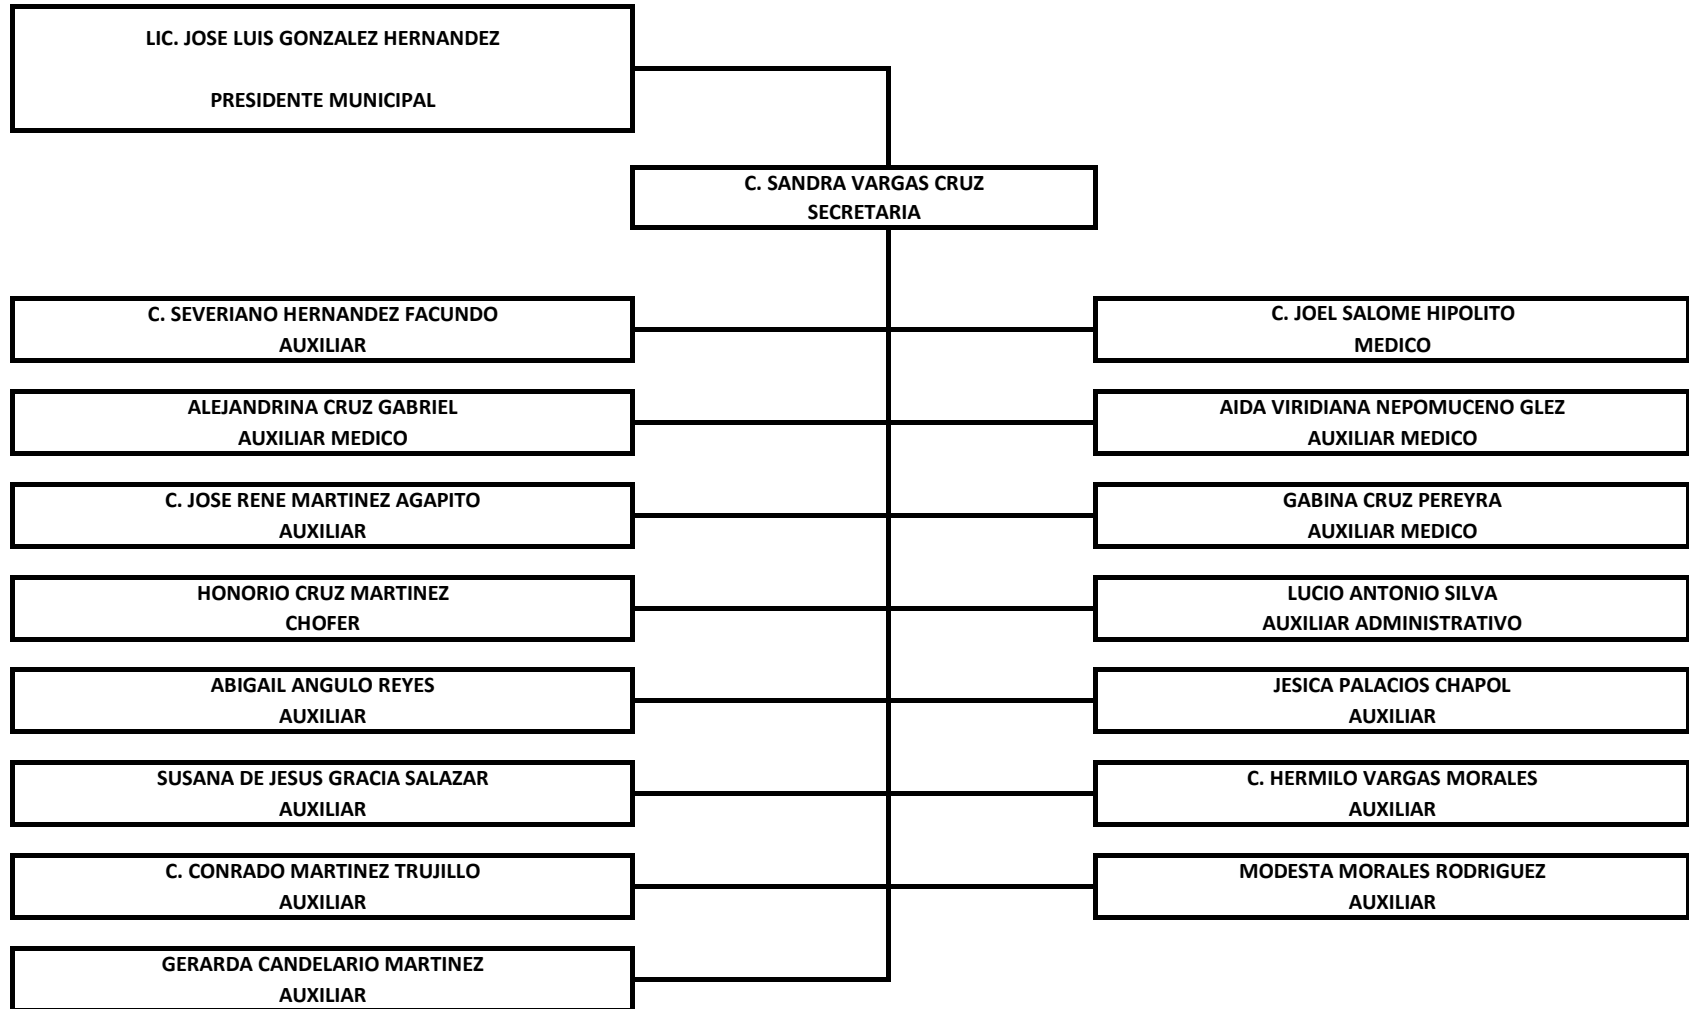 LIC. JOSE LUIS GONZALEZ HERNANDEZ
PRESIDENTE MUNICIPAL
C. SANDRA VARGAS CRUZ
SECRETARIA
C. SEVERIANO HERNANDEZ FACUNDO
AUXILIAR
C. JOEL SALOME HIPOLITO
MEDICO
ALEJANDRINA CRUZ GABRIEL
AUXILIAR MEDICO
AIDA VIRIDIANA NEPOMUCENO GLEZ
AUXILIAR MEDICO
C. JOSE RENE MARTINEZ AGAPITO
AUXILIAR
GABINA CRUZ PEREYRA
AUXILIAR MEDICO
HONORIO CRUZ MARTINEZ
CHOFER
LUCIO ANTONIO SILVA
AUXILIAR ADMINISTRATIVO
ABIGAIL ANGULO REYES
AUXILIAR
JESICA PALACIOS CHAPOL
AUXILIAR
SUSANA DE JESUS GRACIA SALAZAR
AUXILIAR
C. HERMILO VARGAS MORALES
AUXILIAR
C. CONRADO MARTINEZ TRUJILLO
AUXILIAR
MODESTA MORALES RODRIGUEZ
AUXILIAR
GERARDA CANDELARIO MARTINEZ
AUXILIAR